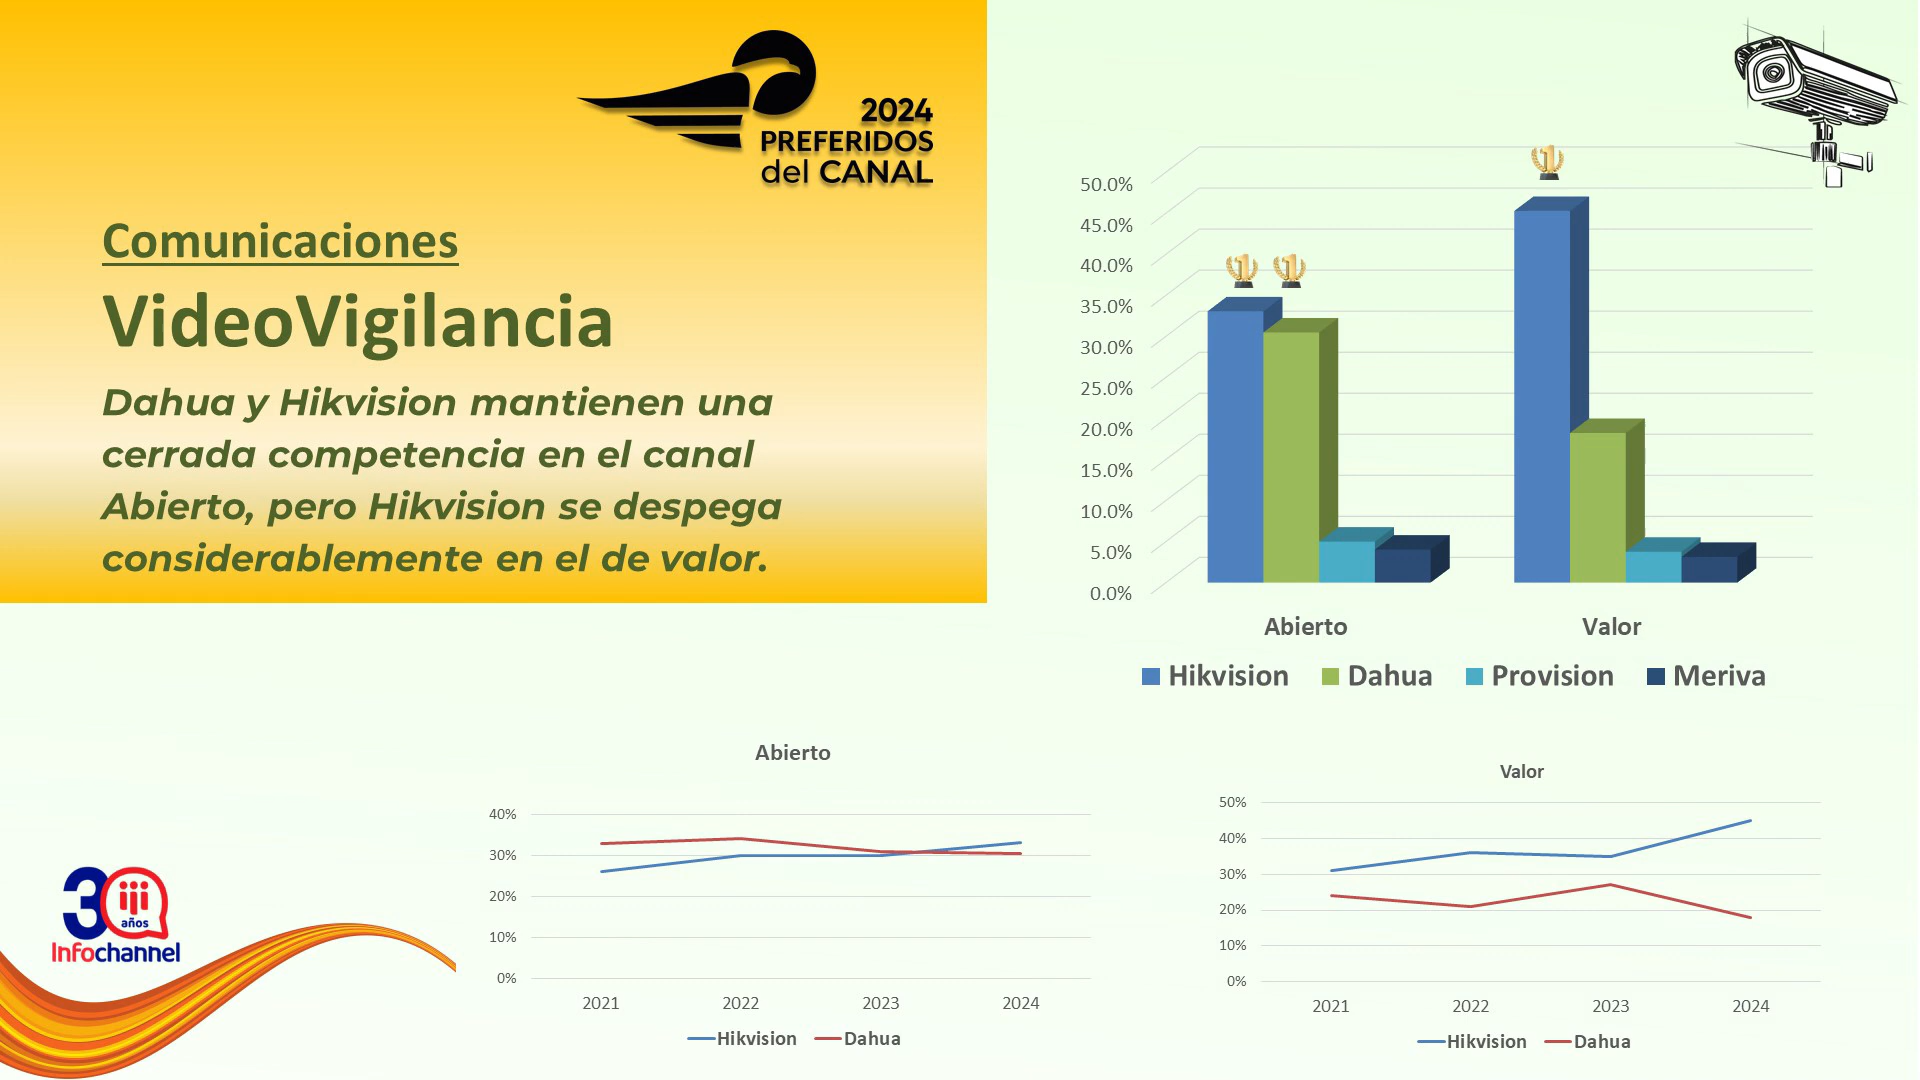 2024
PREFERIDOS
del CANAL
Comunicaciones
VideoVigilancia
Dahua y Hikvision mantienen una
cerrada competencia en el canal
Abierto, pero Hikvision se despega
considerablemente en el de valor.
1 1 1
50.0%
45.0%
40.0%
35.0%
30.0%
25.0%
20.0%
15.0%
10.0%
5.0%
0.0%
Abierto Valor
Hikvision Dahua Provision Meriva
Abierto
40%
30%
20%
10%
0%
2021 2022 2023 2024
Hikvision Dahua
Valor
50%
40%
30%
20%
10%
0%
2021 2022 2023 2024
Hikvision Dahua
30
años
Infochannel